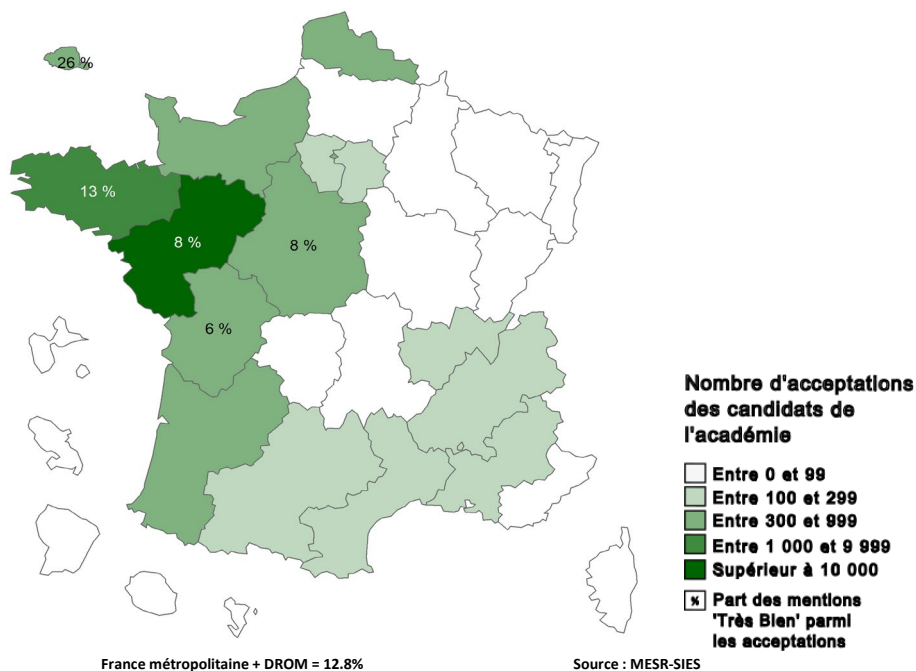 26 %
13 %
8 %
8 %
6 %
Nombre d'acceptations
des candidats de
l'académie
Entre 0 et 99
Entre 100 et 299
Entre 300 et 999
Entre 1 000 et 9 999
Supérieur à 10 000
% Part des mentions
'Très Bien' parmi
les acceptations
France métropolitaine + DROM = 12.8% Source : MESR-SIES